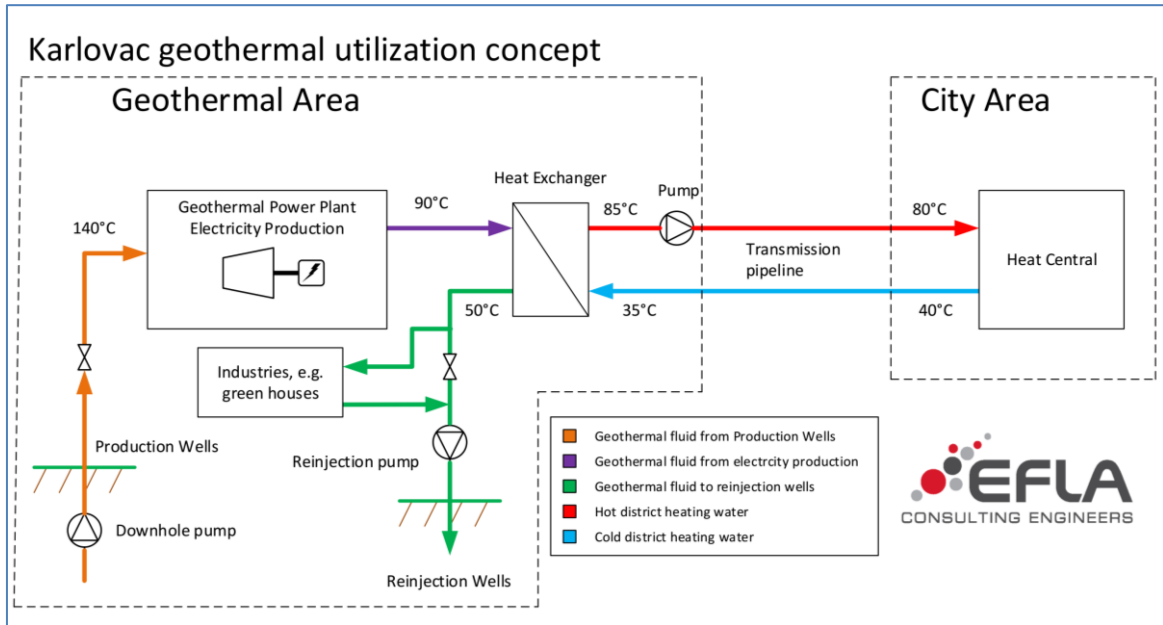 Karlovac geothermal utilization concept
Geothermal Area
City Area
Heat Exchanger
Pump
Geothermal Power Plant
Electricity Production
140°C
90°C
85°C
80°C
Transmission
pipeline
Heat Central
50°C
35°C
40°C
Industries, e.g.
green houses
Production Wells
Reinjection pump
Downhole pump
Reinjection Wells
Geothermal fluid from Production Wells
Geothermal fluid from electrcity production
Geothermal fluid to reinjection wells
Hot district heating water
Cold district heating water
EFLA
CONSULTING ENGINEERS